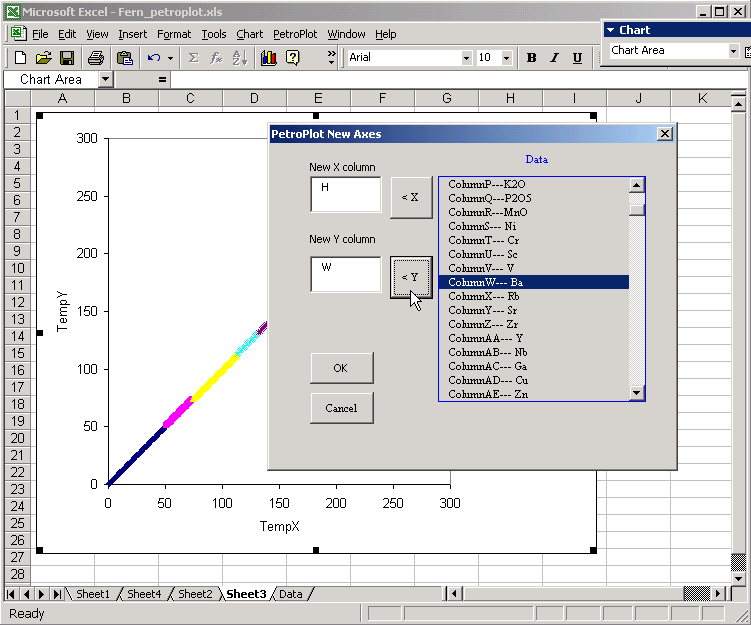 Microsoft Excel - Fern_petroplot.xls
File Edit View Insert Format Tools Chart PetroPlot Window Help
Chart
Chart Area
Arial 10 B I U
Chart Area =
A B C D E F G H I J K
1
2
3
4
5
6
7
8
9
10
11
12
13
14
15
16
17
18
19
20
21
22
23
24
25
26
27
28
300
250
200
150
100
50
0
TempY
0 50 100 150 200 250 300
TempX
PetroPlot New Axes
Data
New X column
H
< X
New Y column
W
< Y
OK
Cancel
ColumnP---K2O
ColumnQ---P2O5
ColumnR---MnO
ColumnS--- Ni
ColumnT--- Cr
ColumnU--- Sc
ColumnV--- V
ColumnW--- Ba
ColumnX--- Rb
ColumnY--- Sr
ColumnZ--- Zr
ColumnAA--- Y
ColumnAB--- Nb
ColumnAC--- Ga
ColumnAD--- Cu
ColumnAE--- Zn
Sheet1 Sheet4 Sheet2 Sheet3 Data
Ready